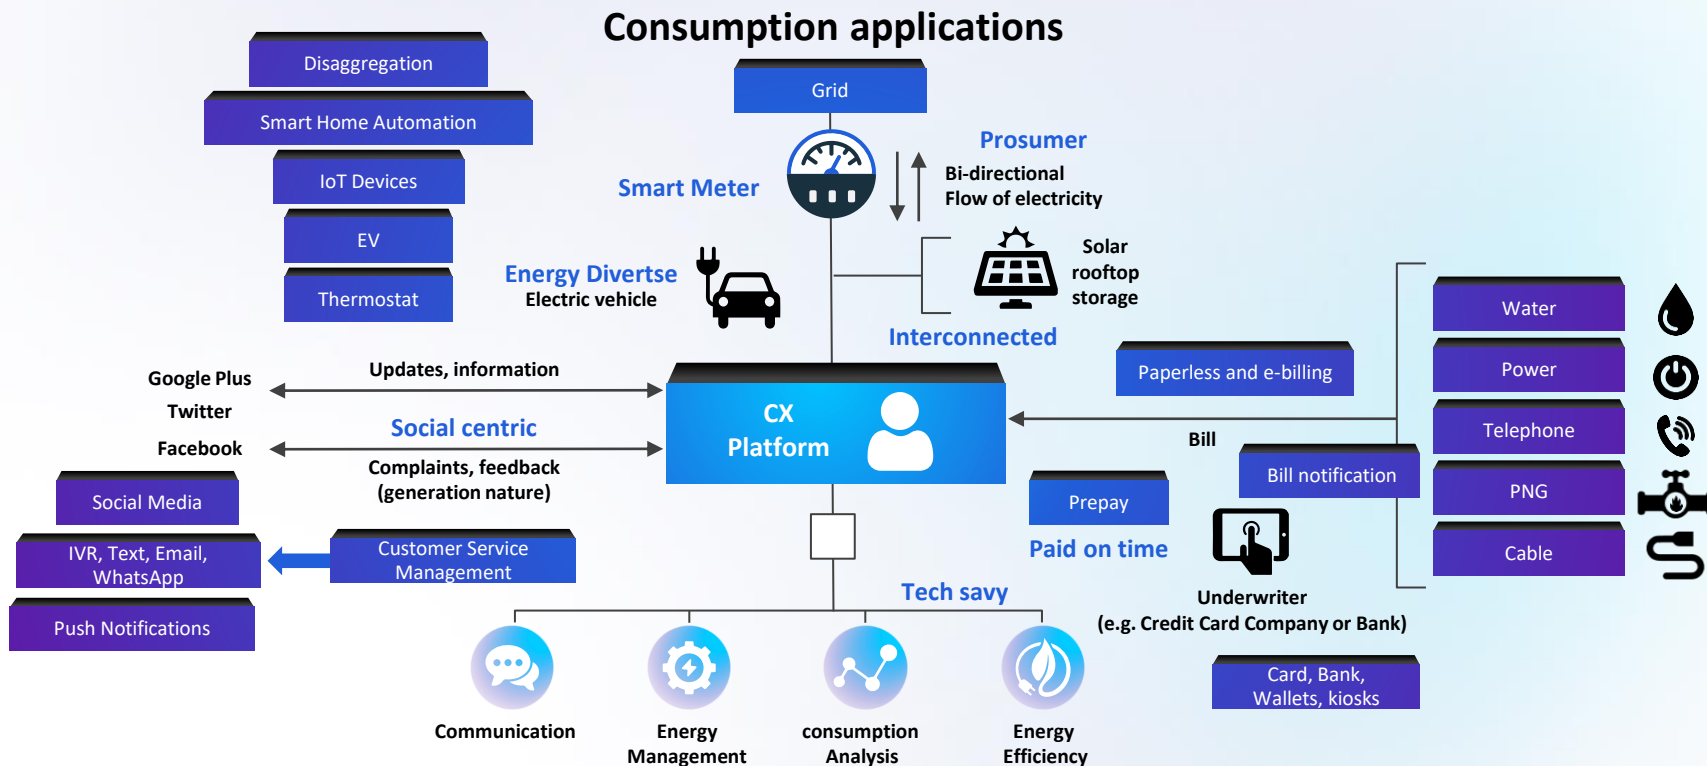 Consumption applications
Disaggregation
Smart Home Automation
IoT Devices
EV
Thermostat
Grid
Smart Meter
Prosumer
Bi-directional
Flow of electricity
Energy Divertse
Electric vehicle
Solar
rooftop
storage
Interconnected
Google Plus
Twitter
Facebook
Updates, information
Social centric
Complaints, feedback
(generation nature)
CX
Platform
Paperless and e-billing
Bill
Bill notification
Prepay
Paid on time
Water
Power
Telephone
PNG
Cable
Social Media
IVR, Text, Email,
WhatsApp
Push Notifications
Customer Service
Management
Tech savy
Underwriter
(e.g. Credit Card Company or Bank)
Card, Bank,
Wallets, kiosks
Communication
Energy
Management
consumption
Analysis
Energy
Efficiency